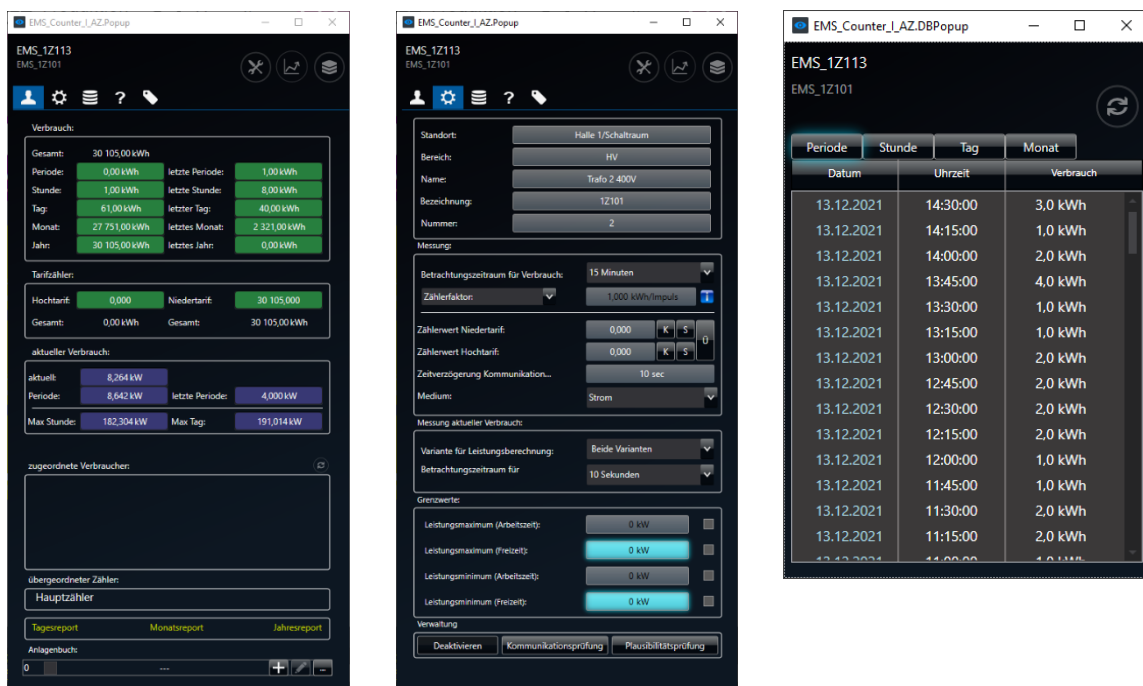 EMS_Counter_I_AZ.Popup
EMS_1Z113
EMS_1Z101
?
Verbrauch:
Gesamt: 30 105,00 kWh
Periode: 0,00 kWh letzte Periode: 1,00 kWh
Stunde: 1,00 kWh letzte Stunde: 8,00 kWh
Tag: 61,00 kWh letzter Tag: 40,00 kWh
Monat: 27 751,00 kWh letztes Monat: 2 321,00 kWh
Jahr: 30 105,00 kWh letztes Jahr: 0,00 kWh
Tarifzähler:
Hochtarif: 0,000 Niedertarif: 30 105,000
Gesamt: 0,00 kWh Gesamt: 30 105,00 kWh
aktueller Verbrauch:
aktuell: 8,264 kW
Periode: 8,642 kW letzte Periode: 4,000 kW
Max Stunde: 182,304 kW Max Tag: 191,014 kW
zugeordnete Verbraucher:
übergeordneter Zähler:
Hauptzähler
Tagesreport Monatsreport Jahresreport
Anlagenbuch:
0 --- + ...
EMS_Counter_I_AZ.Popup
EMS_1Z113
EMS_1Z101
?
Standort: Halle 1/Schaltraum
Bereich: HV
Name: Trafo 2 400V
Bezeichnung: 1Z101
Nummer: 2
Messung:
Betrachtungszeitraum für Verbrauch: 15 Minuten
Zählerfaktor: 1,000 kWh/Impuls T
Zählerwert Niedertarif: 0,000 K S Ü
Zählerwert Hochtarif: 0,000 K S
Zeitverzögerung Kommunikation... 10 sec
Medium: Strom
Messung aktueller Verbrauch:
Variante für Leistungsberechnung: Beide Varianten
Betrachtungszeitraum für 10 Sekunden
Grenzwerte:
Leistungsmaximum (Arbeitszeit): 0 kW
Leistungsmaximum (Freizeit): 0 kW
Leistungsminimum (Arbeitszeit): 0 kW
Leistungsminimum (Freizeit): 0 kW
Verwaltung
Deaktivieren Kommunikationsprüfung Plausibilitätsprüfung
EMS_Counter_I_AZ.DBPopup
EMS_1Z113
EMS_1Z101
Periode Stunde Tag Monat
Datum Uhrzeit Verbrauch
13.12.2021 14:30:00 3,0 kWh
13.12.2021 14:15:00 1,0 kWh
13.12.2021 14:00:00 2,0 kWh
13.12.2021 13:45:00 4,0 kWh
13.12.2021 13:30:00 1,0 kWh
13.12.2021 13:15:00 1,0 kWh
13.12.2021 13:00:00 2,0 kWh
13.12.2021 12:45:00 2,0 kWh
13.12.2021 12:30:00 2,0 kWh
13.12.2021 12:15:00 2,0 kWh
13.12.2021 12:00:00 1,0 kWh
13.12.2021 11:45:00 1,0 kWh
13.12.2021 11:30:00 2,0 kWh
13.12.2021 11:15:00 2,0 kWh